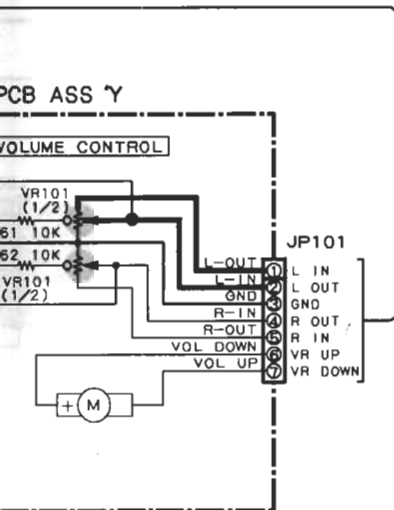 PCB ASS'Y
VOLUME CONTROL
VR101
(1/2)
61 10K
62 10K
VR101
(1/2)
JP101
L-OUT 1 L IN
L-IN 2 L OUT
GND 3 GND
R-IN 4 R OUT
R-OUT 5 R IN
VOL DOWN 6 VR UP
VOL UP 7 VR DOWN
+ M